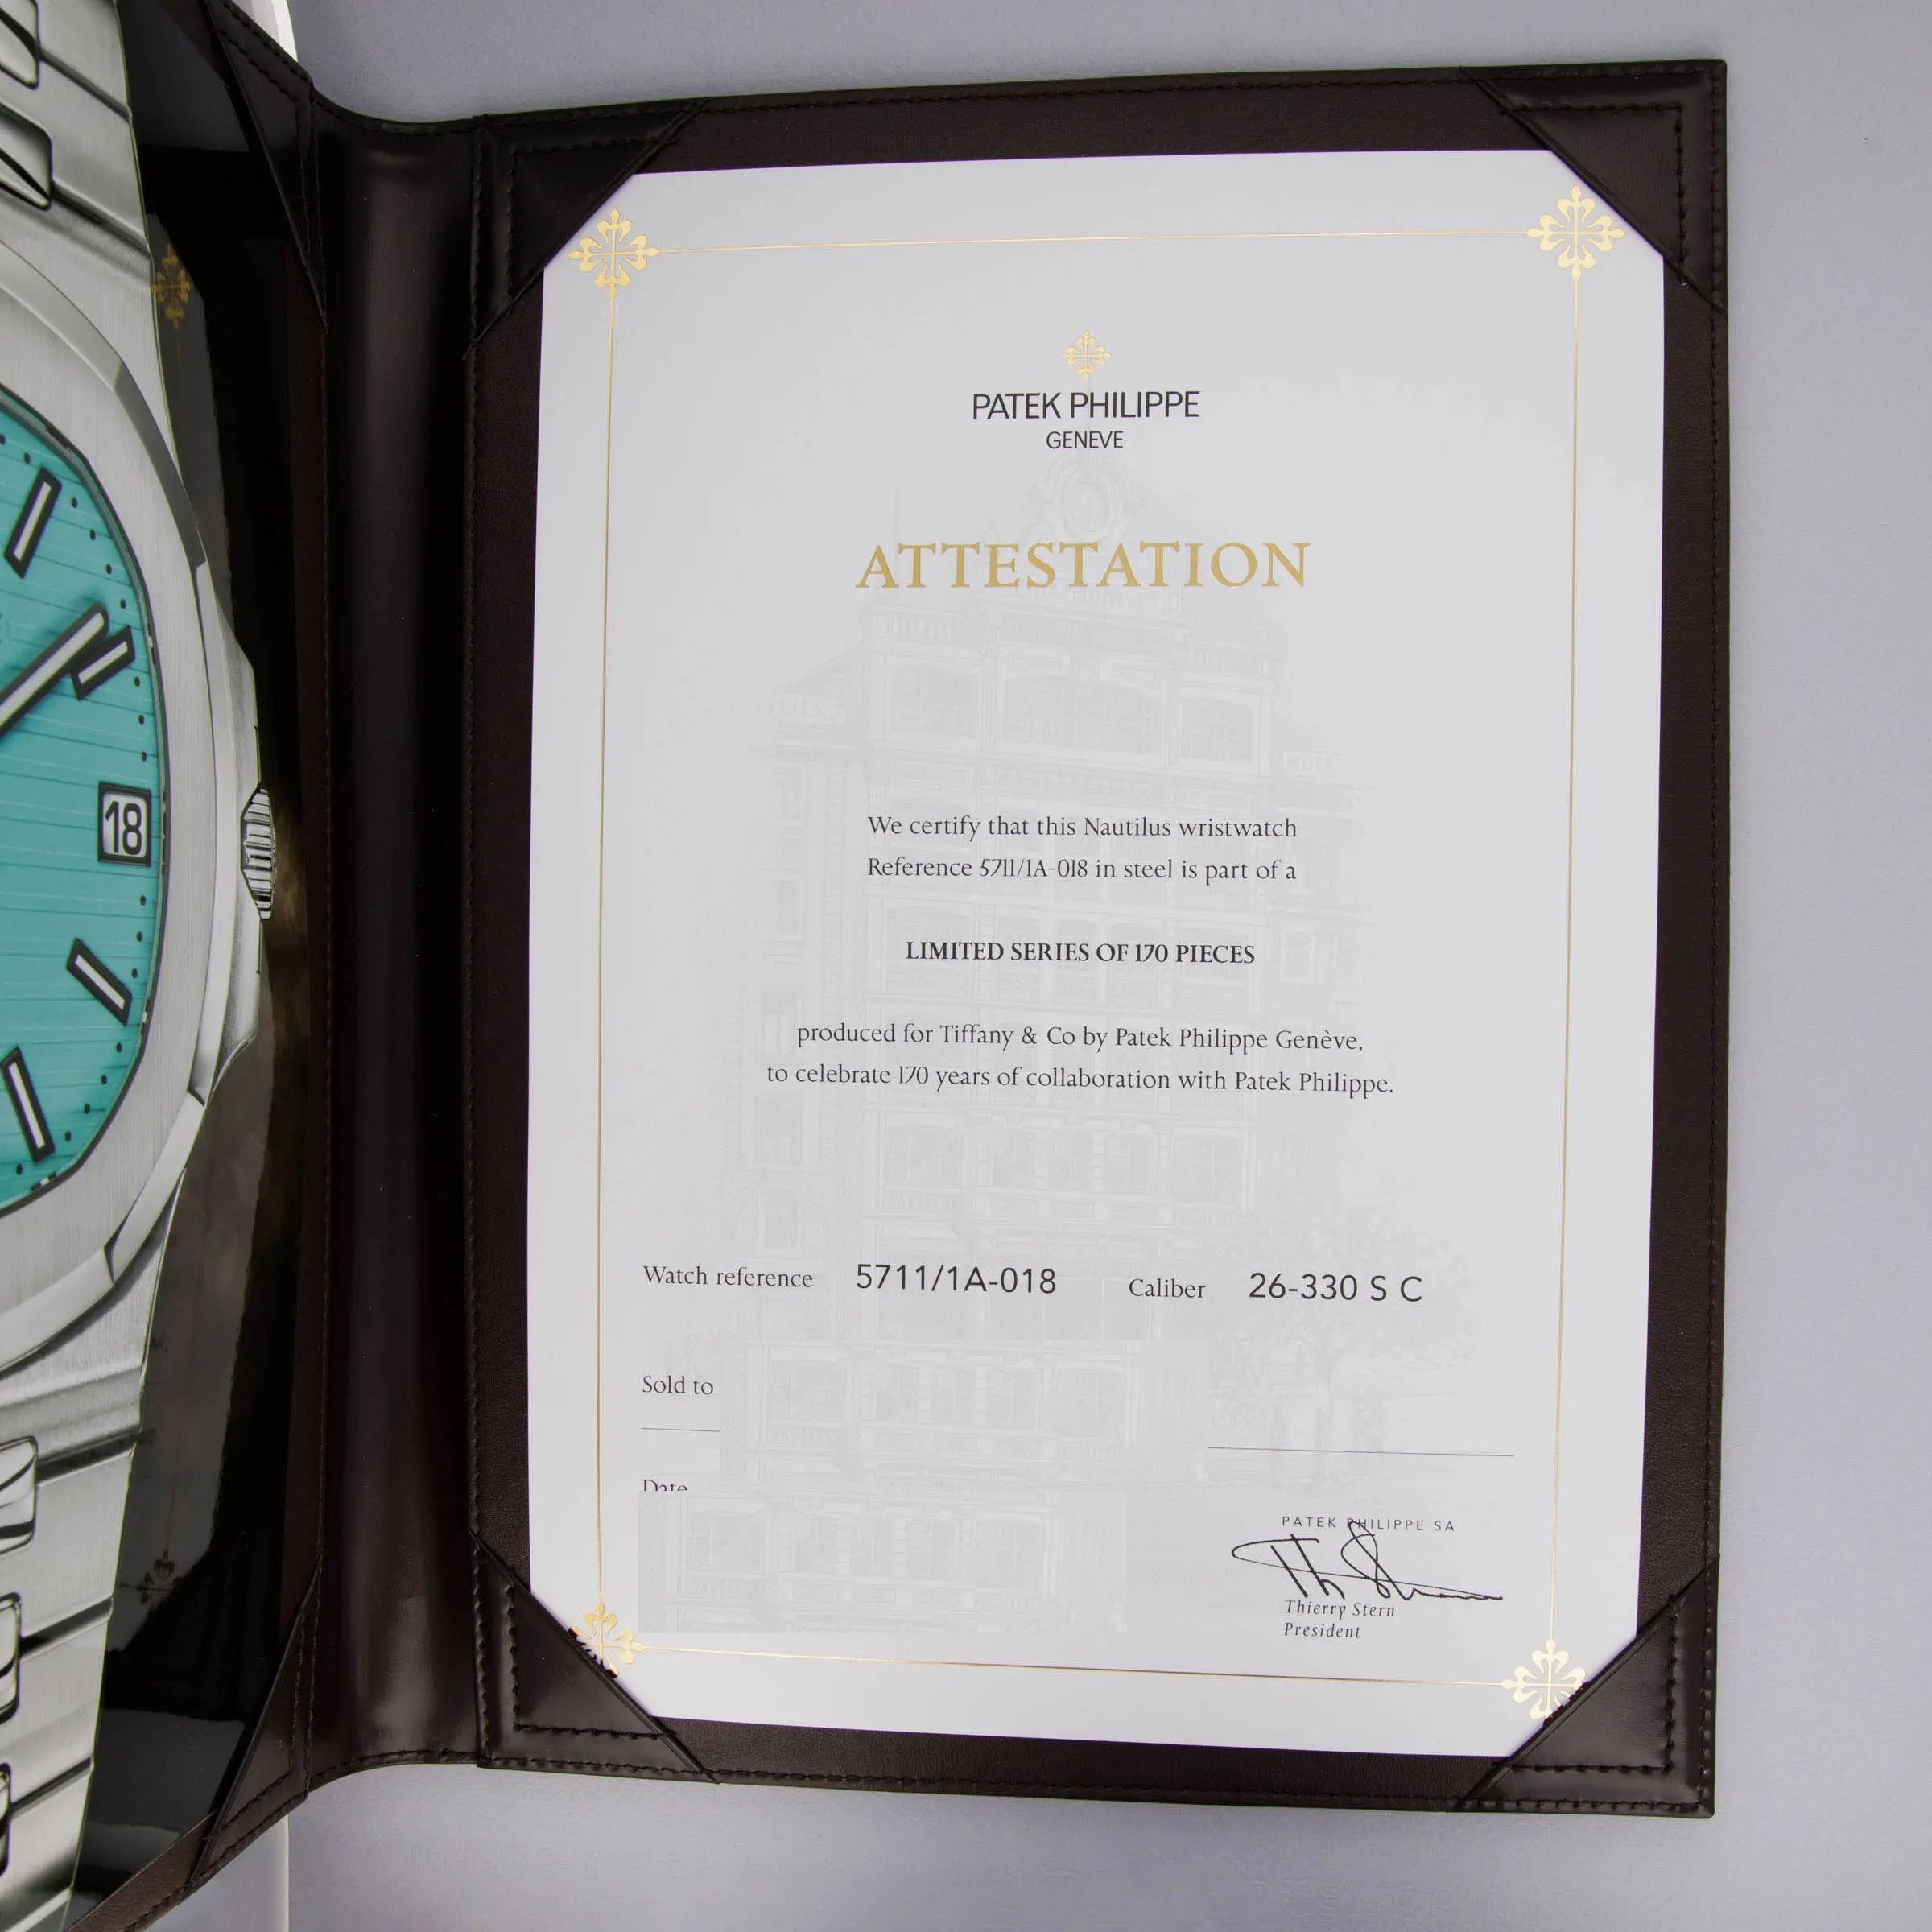 18
PATEK PHILIPPE
GENEVE
ATTESTATION
We certify that this Nautilus wristwatch
Reference 5711/1A-018 in steel is part of a
LIMITED SERIES OF 170 PIECES
produced for Tiffany & Co by Patek Philippe Genève,
to celebrate 170 years of collaboration with Patek Philippe.
Watch reference 5711/1A-018 Caliber 26-330 S C
Sold to
Date
PATEK PHILIPPE SA
Thierry Stern
President